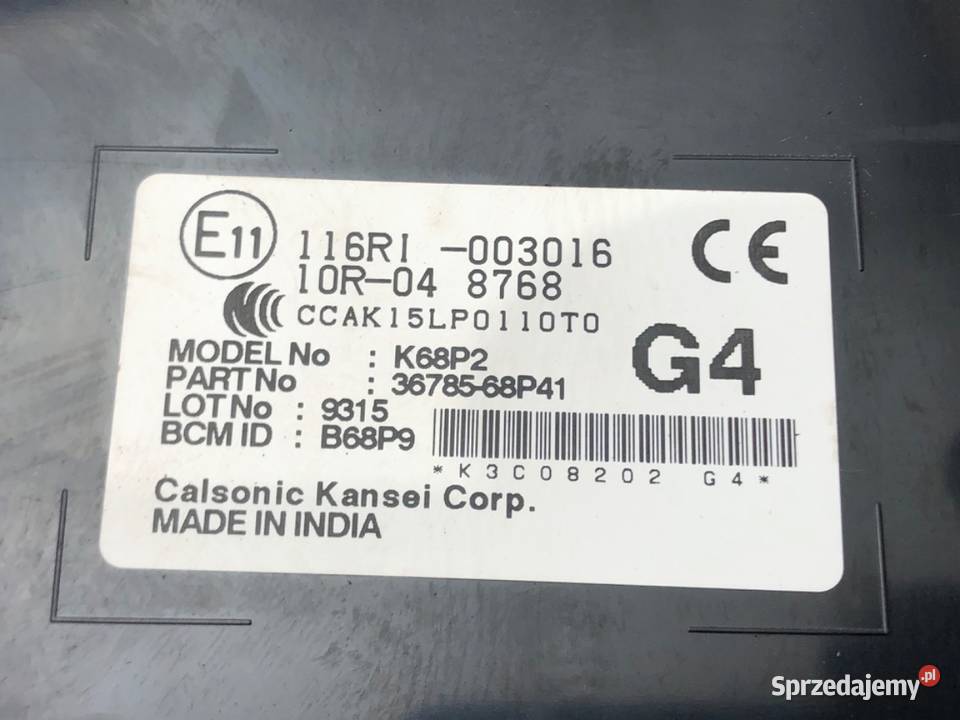 E11
116RI -003016
10R-04 8768
CE
CCC
CCAK15LP0110T0
MODEL No : K68P2
PART No : 36785-68P41
LOT No : 9315
BCM ID : B68P9
G4
*K3C08202 G4*
Calsonic Kansei Corp.
MADE IN INDIA
Sprzedajemy.pl